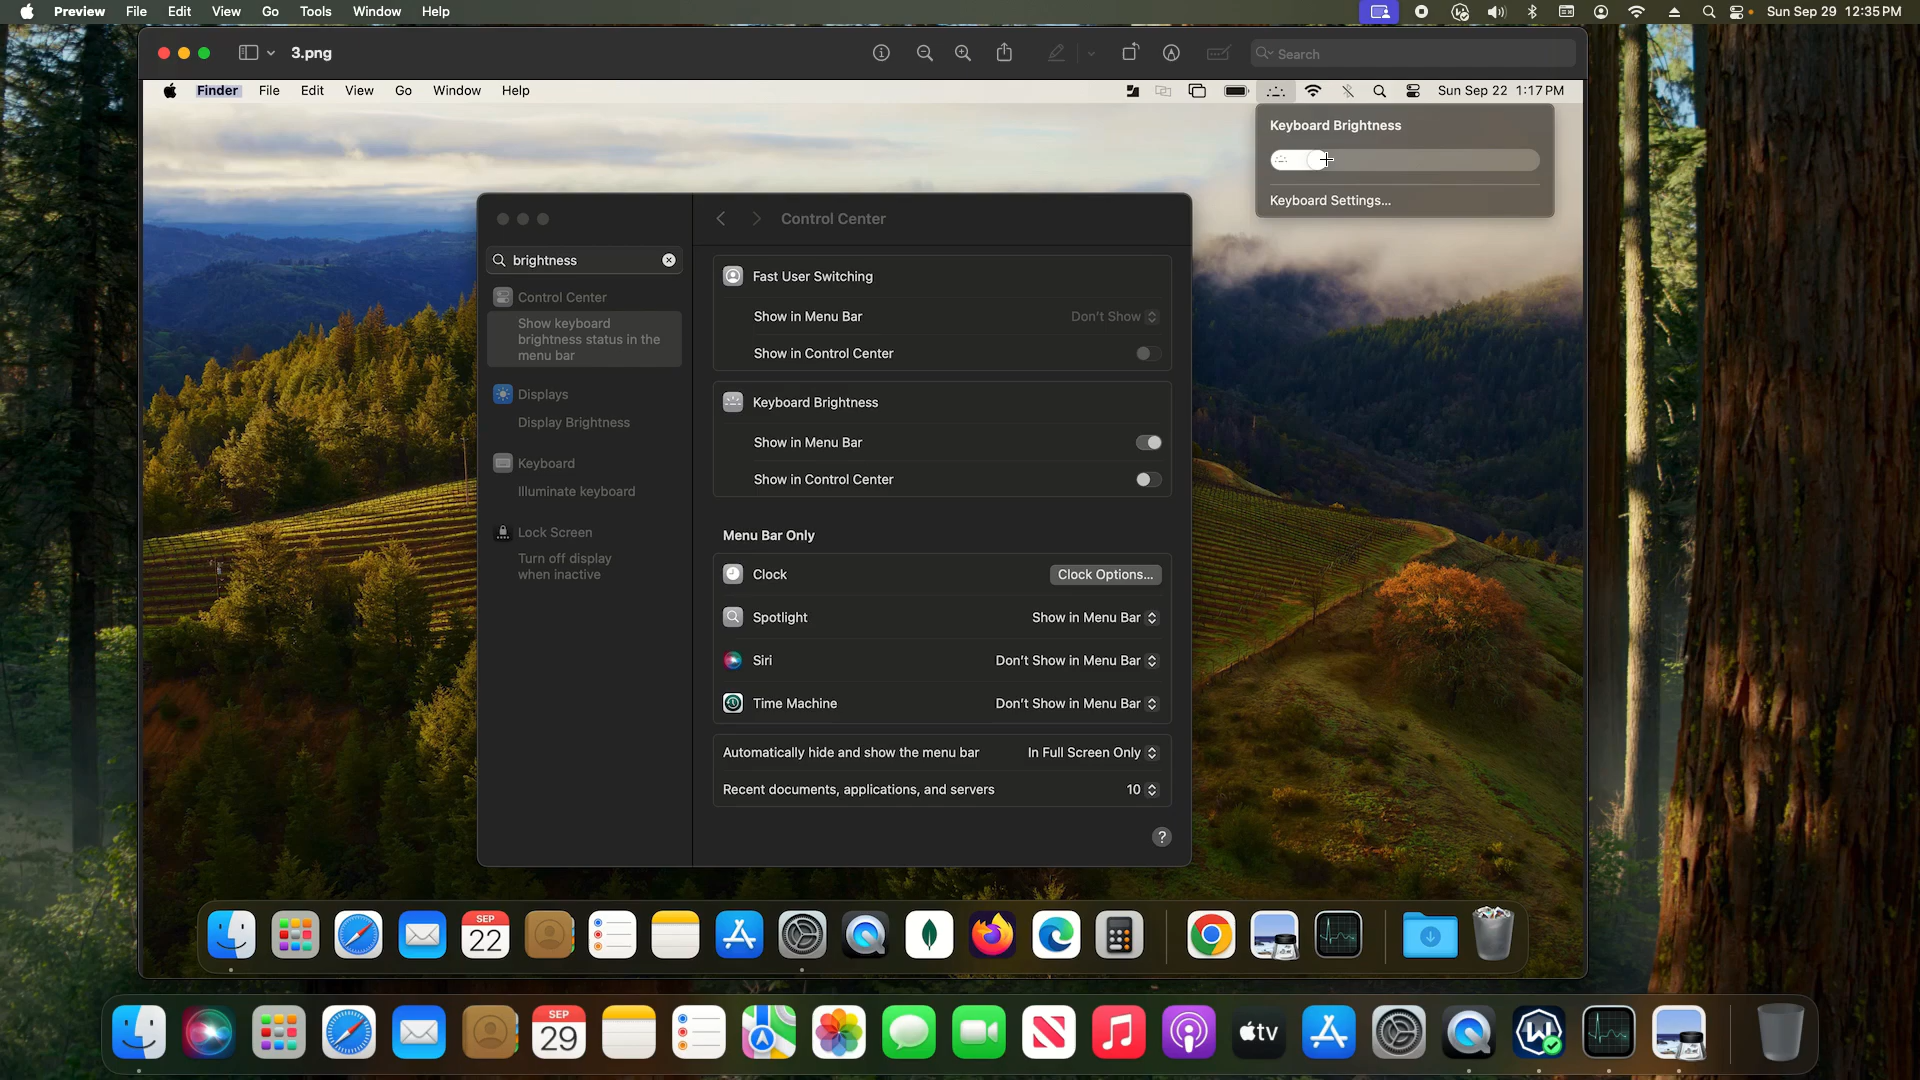 Preview File Edit View Go Tools Window Help
Sun Sep 29 12:35 PM
3.png
Search
Finder File Edit View Go Window Help
Sun Sep 22 1:17 PM
Keyboard Brightness
Keyboard Settings...
Control Center
brightness
Control Center
Show keyboard
brightness status in the
menu bar
Displays
Display Brightness
Keyboard
Illuminate keyboard
Lock Screen
Turn off display
when inactive
Fast User Switching
Show in Menu Bar Don't Show
Show in Control Center
Keyboard Brightness
Show in Menu Bar
Show in Control Center
Menu Bar Only
Clock Clock Options...
Spotlight Show in Menu Bar
Siri Don't Show in Menu Bar
Time Machine Don't Show in Menu Bar
Automatically hide and show the menu bar In Full Screen Only
Recent documents, applications, and servers 10
?
SEP
22
SEP
29
tv